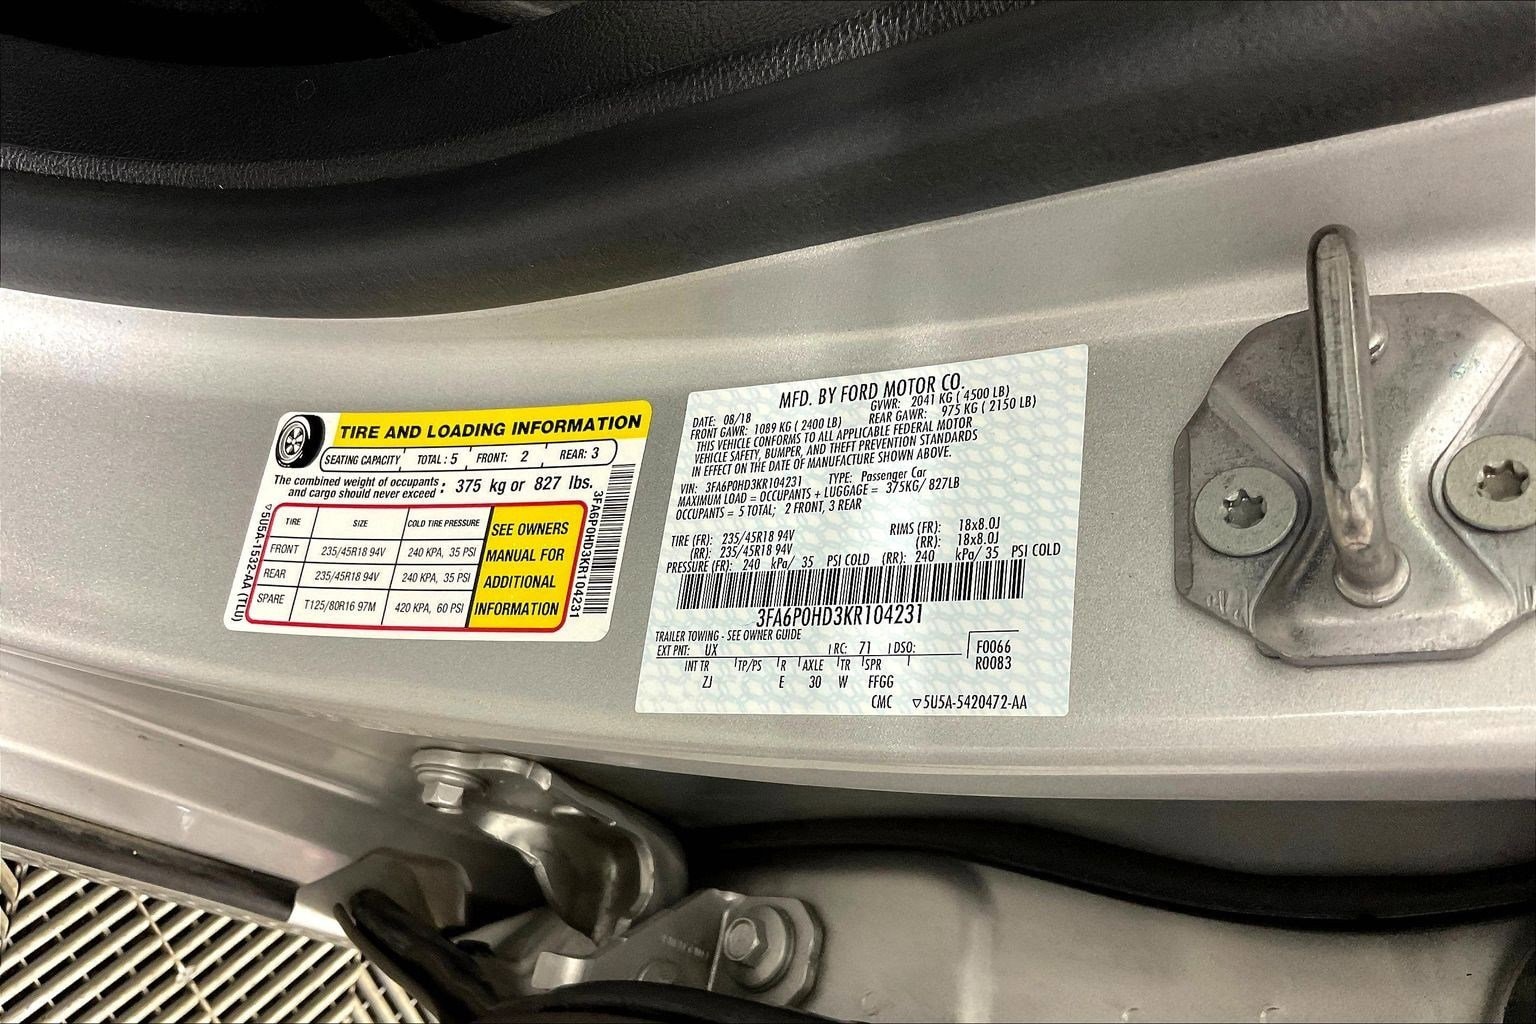 TIRE AND LOADING INFORMATION
SEATING CAPACITY TOTAL : 5 FRONT: 2 REAR: 3
The combined weight of occupants
and cargo should never exceed : 375 kg or 827 lbs.
TIRE SIZE COLD TIRE PRESSURE
FRONT 235/45R18 94V 240 KPA, 35 PSI
REAR 235/45R18 94V 240 KPA, 35 PSI
SPARE T125/80R16 97M 420 KPA, 60 PSI
SEE OWNERS
MANUAL FOR
ADDITIONAL
INFORMATION
▽5U5A-1532-AA (TLU)
3FA6P0HD3KR104231
MFD. BY FORD MOTOR CO.
DATE: 08/18 GVWR: 2041 KG ( 4500 LB)
FRONT GAWR: 1089 KG ( 2400 LB) REAR GAWR: 975 KG ( 2150 LB)
THIS VEHICLE CONFORMS TO ALL APPLICABLE FEDERAL MOTOR
VEHICLE SAFETY, BUMPER, AND THEFT PREVENTION STANDARDS
IN EFFECT ON THE DATE OF MANUFACTURE SHOWN ABOVE.
VIN: 3FA6P0HD3KR104231 TYPE: Passenger Car
MAXIMUM LOAD = OCCUPANTS + LUGGAGE = 375KG/ 827LB
OCCUPANTS = 5 TOTAL; 2 FRONT, 3 REAR
TIRE (FR): 235/45R18 94V RIMS (FR): 18x8.0J
(RR): 235/45R18 94V (RR): 18x8.0J
PRESSURE (FR): 240 kPa/ 35 PSI COLD (RR): 240 kPa/ 35 PSI COLD
3FA6P0HD3KR104231
TRAILER TOWING - SEE OWNER GUIDE
EXT PNT: UX RC: 71 DSO: F0066
INT TR TP/PS R AXLE TR SPR R0083
ZJ E 30 W FFGG
CMC ▽5U5A-5420472-AA